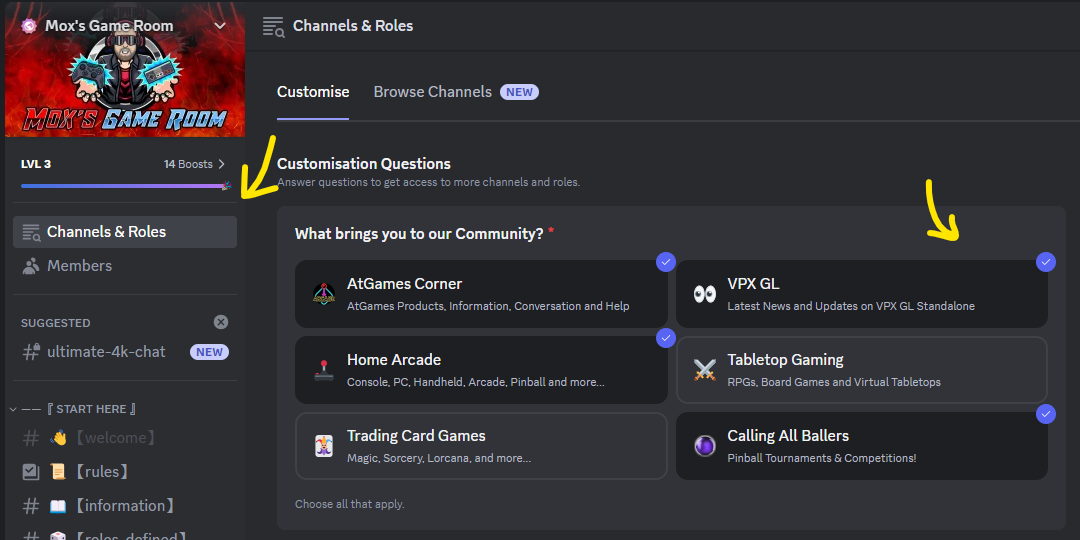 Mox's Game Room
MOX'S GAME ROOM
LVL 3
14 Boosts
Channels & Roles
Members
SUGGESTED
ultimate-4k-chat
NEW
—— 『 START HERE 』
【welcome】
【rules】
【information】
【roles-defined】
Channels & Roles
Customise
Browse Channels NEW
Customisation Questions
Answer questions to get access to more channels and roles.
What brings you to our Community? *
AtGames Corner
AtGames Products, Information, Conversation and Help
VPX GL
Latest News and Updates on VPX GL Standalone
Home Arcade
Console, PC, Handheld, Arcade, Pinball and more...
Tabletop Gaming
RPGs, Board Games and Virtual Tabletops
Trading Card Games
Magic, Sorcery, Lorcana, and more...
Calling All Ballers
Pinball Tournaments & Competitions!
Choose all that apply.